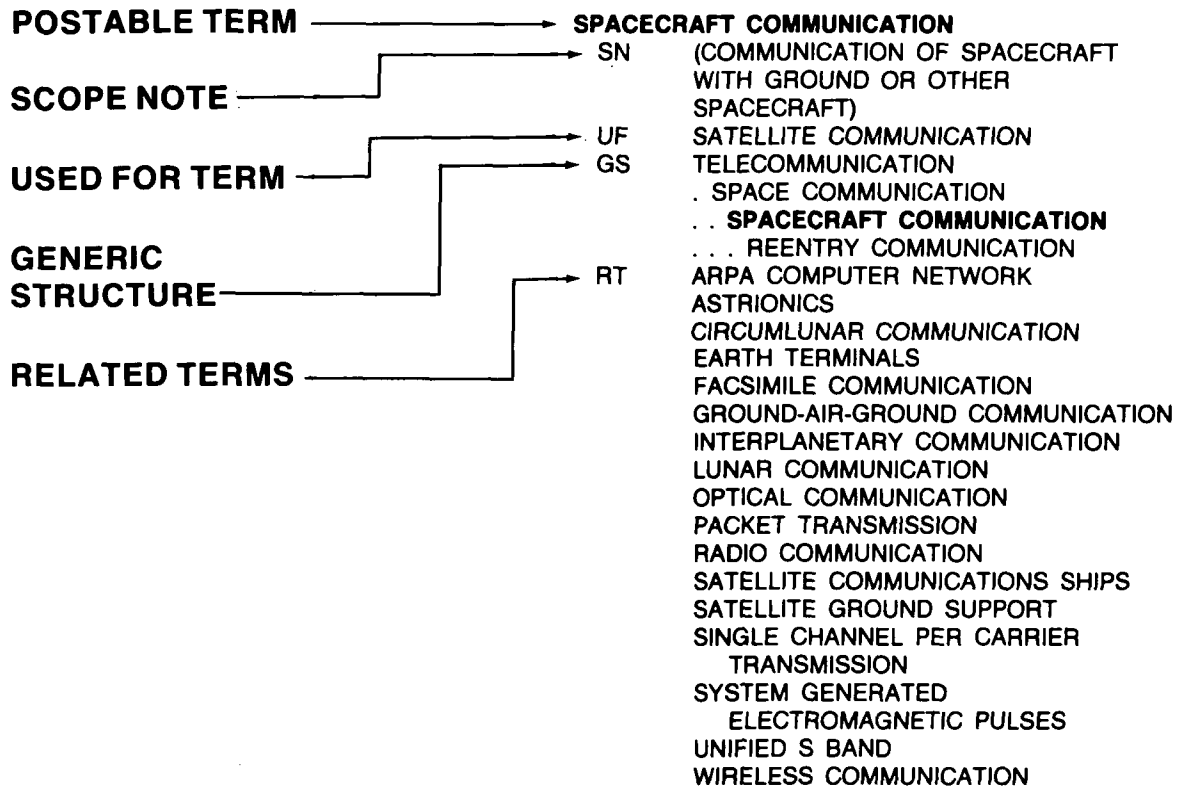 POSTABLE TERM SPACECRAFT COMMUNICATION
SN (COMMUNICATION OF SPACECRAFT
WITH GROUND OR OTHER
SCOPE NOTE
SPACECRAFT)
UF SATELLITE COMMUNICATION
GS TELECOMMUNICATION
USED FOR TERM
. SPACE COMMUNICATION
. . SPACECRAFT COMMUNICATION
. . . REENTRY COMMUNICATION
GENERIC
STRUCTURE
RT ARPA COMPUTER NETWORK
ASTRIONICS
CIRCUMLUNAR COMMUNICATION
EARTH TERMINALS
RELATED TERMS
FACSIMILE COMMUNICATION
GROUND-AIR-GROUND COMMUNICATION
INTERPLANETARY COMMUNICATION
LUNAR COMMUNICATION
OPTICAL COMMUNICATION
PACKET TRANSMISSION
RADIO COMMUNICATION
SATELLITE COMMUNICATIONS SHIPS
SATELLITE GROUND SUPPORT
SINGLE CHANNEL PER CARRIER
TRANSMISSION
SYSTEM GENERATED
ELECTROMAGNETIC PULSES
UNIFIED S BAND
WIRELESS COMMUNICATION